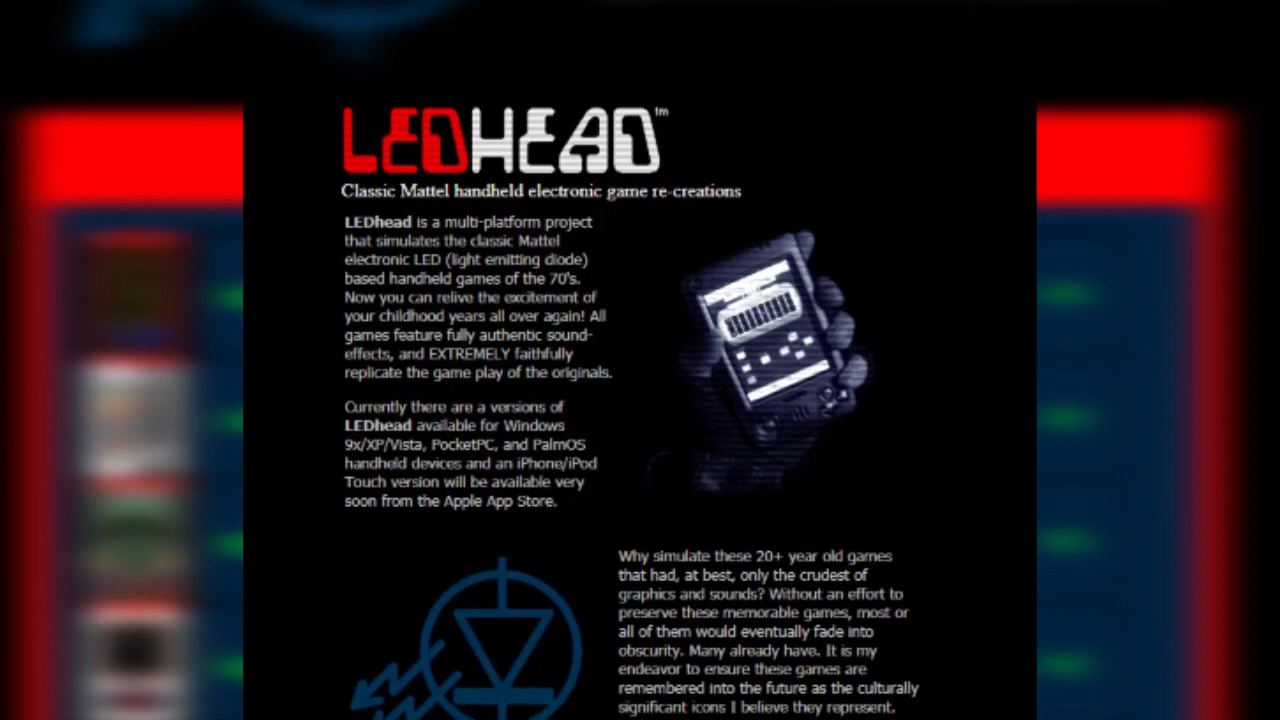 LEDHEAD™
Classic Mattel handheld electronic game re-creations
LEDhead is a multi-platform project
that simulates the classic Mattel
electronic LED (light emitting diode)
based handheld games of the 70's.
Now you can relive the excitement of
your childhood years all over again! All
games feature fully authentic sound-
effects, and EXTREMELY faithfully
replicate the game play of the originals.
Currently there are a versions of
LEDhead available for Windows
9x/XP/Vista, PocketPC, and PalmOS
handheld devices and an iPhone/iPod
Touch version will be available very
soon from the Apple App Store.
Why simulate these 20+ year old games
that had, at best, only the crudest of
graphics and sounds? Without an effort to
preserve these memorable games, most or
all of them would eventually fade into
obscurity. Many already have. It is my
endeavor to ensure these games are
remembered into the future as the culturally
significant icons I believe they represent.